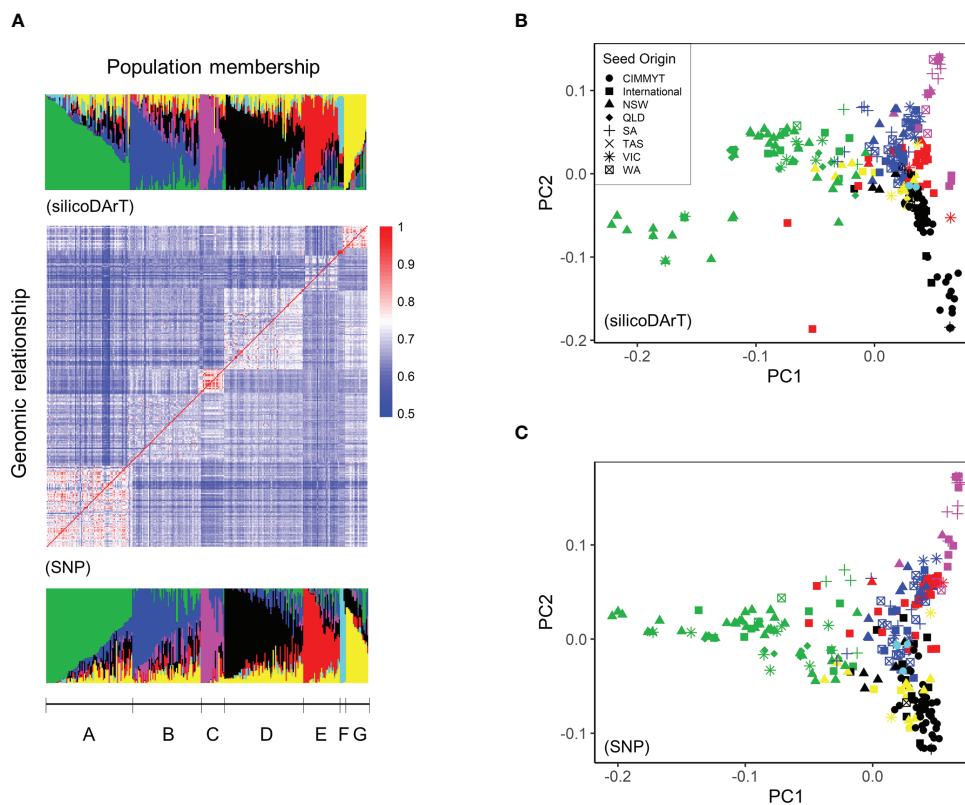 A
Population membership
(silicoDArT)
Genomic relationship
1
0.9
0.8
0.7
0.6
0.5
(SNP)
A B C D E F G
B
Seed Origin
CIMMYT
International
NSW
QLD
SA
TAS
VIC
WA
PC2
0.1
0.0
-0.1
-0.2
(silicoDArT)
-0.2 -0.1 0.0
PC1
C
PC2
0.1
0.0
-0.1
(SNP)
-0.2 -0.1 0.0
PC1